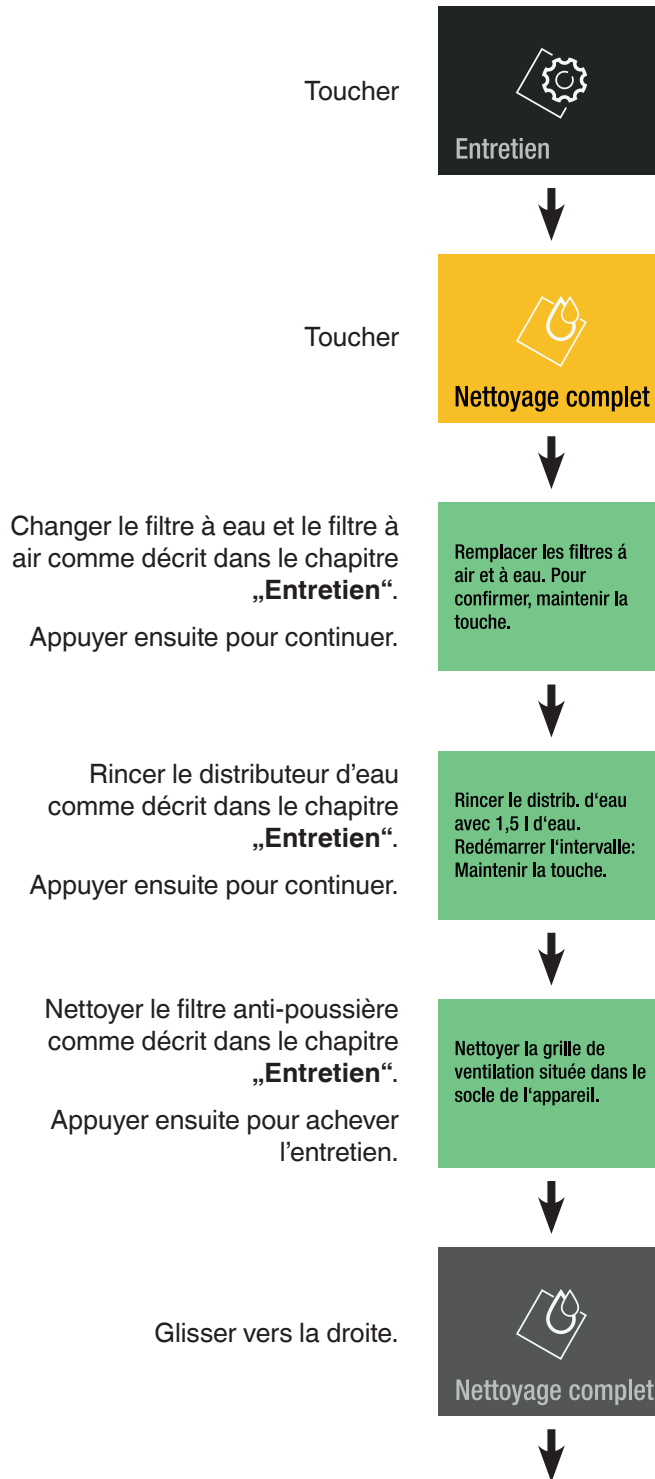 Toucher
Entretien
Toucher
Nettoyage complet
Changer le filtre à eau et le filtre à
air comme décrit dans le chapitre
„Entretien“.
Appuyer ensuite pour continuer.
Remplacer les filtres á
air et à eau. Pour
confirmer, maintenir la
touche.
Rincer le distributeur d’eau
comme décrit dans le chapitre
„Entretien“.
Appuyer ensuite pour continuer.
Rincer le distrib. d‘eau
avec 1,5 l d‘eau.
Redémarrer l‘intervalle:
Maintenir la touche.
Nettoyer le filtre anti-poussière
comme décrit dans le chapitre
„Entretien“.
Appuyer ensuite pour achever
l’entretien.
Nettoyer la grille de
ventilation située dans le
socle de l‘appareil.
Glisser vers la droite.
Nettoyage complet